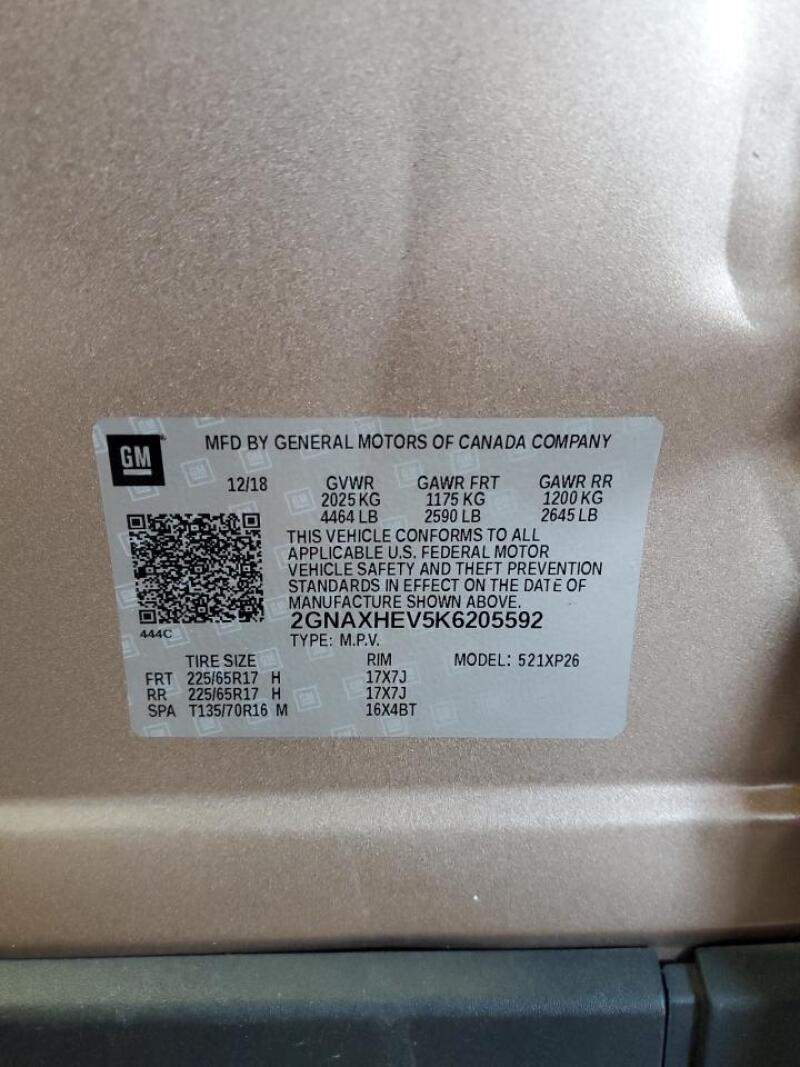 GM MFD BY GENERAL MOTORS OF CANADA COMPANY
12/18 GVWR GAWR FRT GAWR RR
2025 KG 1175 KG 1200 KG
4464 LB 2590 LB 2645 LB
THIS VEHICLE CONFORMS TO ALL
APPLICABLE U.S. FEDERAL MOTOR
VEHICLE SAFETY AND THEFT PREVENTION
STANDARDS IN EFFECT ON THE DATE OF
MANUFACTURE SHOWN ABOVE.
2GNAXHEV5K6205592
444C
TYPE: M.P.V.
TIRE SIZE RIM MODEL: 521XP26
FRT 225/65R17 H 17X7J
RR 225/65R17 H 17X7J
SPA T135/70R16 M 16X4BT